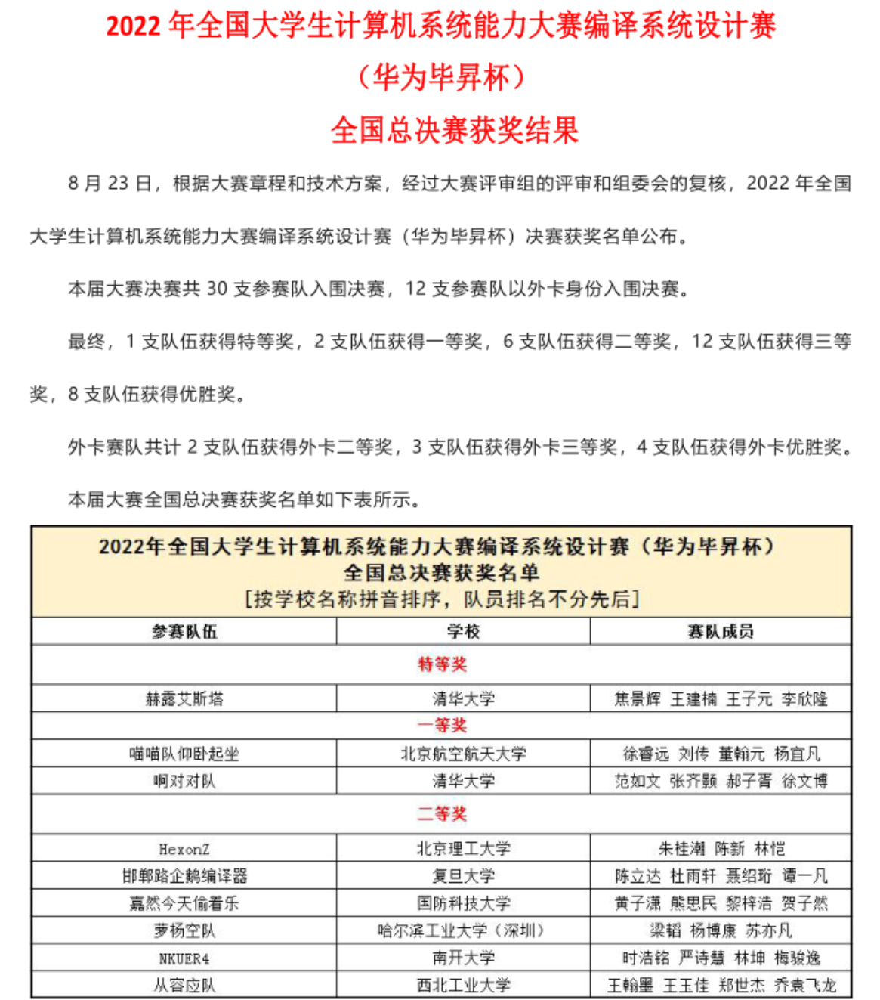 2022 年全国大学生计算机系统能力大赛编译系统设计赛
（华为毕昇杯）
全国总决赛获奖结果
8 月 23 日，根据大赛章程和技术方案，经过大赛评审组的评审和组委会的复核，2022 年全国
大学生计算机系统能力大赛编译系统设计赛（华为毕昇杯）决赛获奖名单公布。
本届大赛决赛共 30 支参赛队入围决赛，12 支参赛队以外卡身份入围决赛。
最终，1 支队伍获得特等奖，2 支队伍获得一等奖，6 支队伍获得二等奖，12 支队伍获得三等
奖，8 支队伍获得优胜奖。
外卡赛队共计 2 支队伍获得外卡二等奖，3 支队伍获得外卡三等奖，4 支队伍获得外卡优胜奖。
本届大赛全国总决赛获奖名单如下表所示。
2022年全国大学生计算机系统能力大赛编译系统设计赛（华为毕昇杯）
全国总决赛获奖名单
[按学校名称拼音排序，队员排名不分先后]
参赛队伍 学校 赛队成员
特等奖
赫露艾斯塔 清华大学 焦景辉 王建楠 王子元 李欣隆
一等奖
喵喵队仰卧起坐 北京航空航天大学 徐睿远 刘传 董翰元 杨宜凡
啊对对队 清华大学 范如文 张齐颢 郝子胥 徐文博
二等奖
HexonZ 北京理工大学 朱桂潮 陈新 林恺
邯郸路企鹅编译器 复旦大学 陈立达 杜雨轩 聂绍珩 谭一凡
嘉然今天偷着乐 国防科技大学 黄子潇 熊思民 黎梓浩 贺子然
萝杨空队 哈尔滨工业大学（深圳） 梁韬 杨博康 苏亦凡
NKUER4 南开大学 时浩铭 严诗慧 林坤 梅骏逸
从容应队 西北工业大学 王翰墨 王玉佳 郑世杰 乔袁飞龙